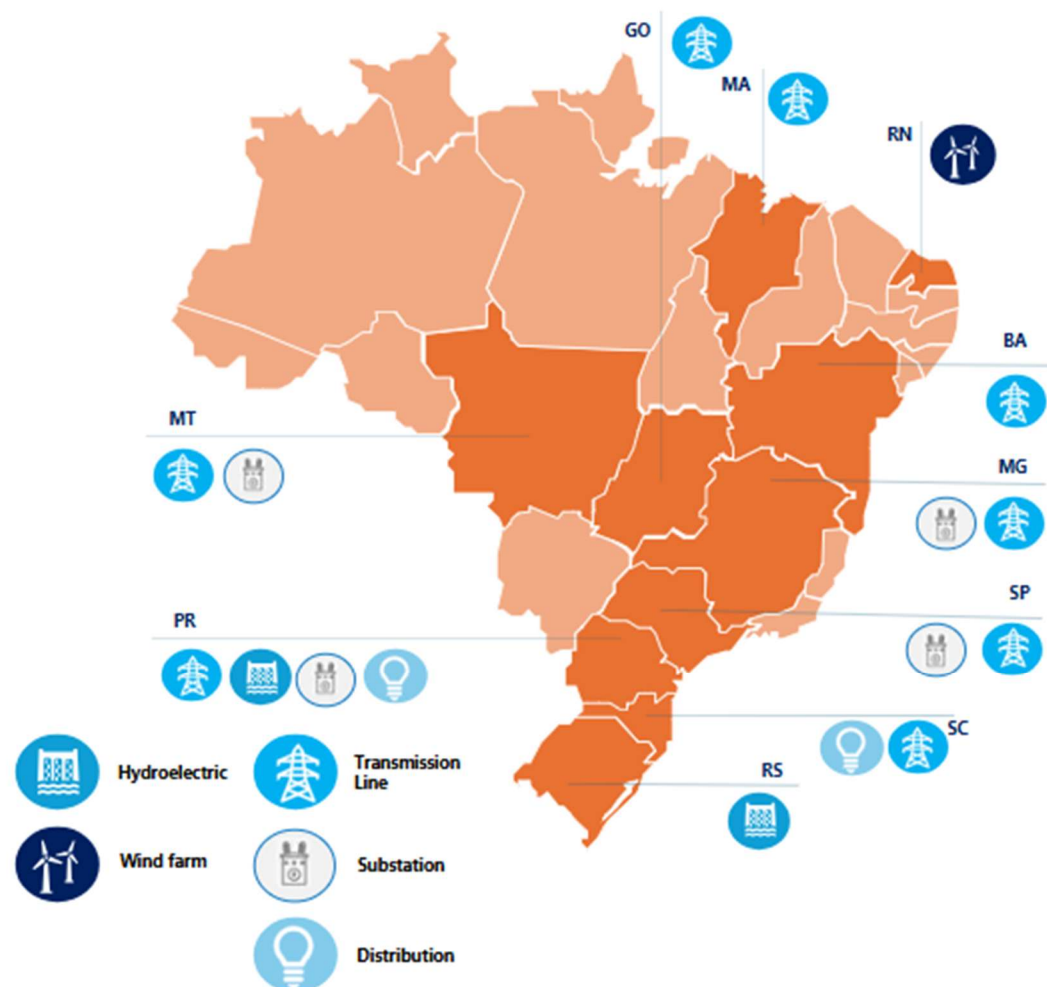 GO
MA
RN
BA
MT
MG
SP
PR
SC
RS
Hydroelectric
Transmission
Line
Wind farm
Substation
Distribution